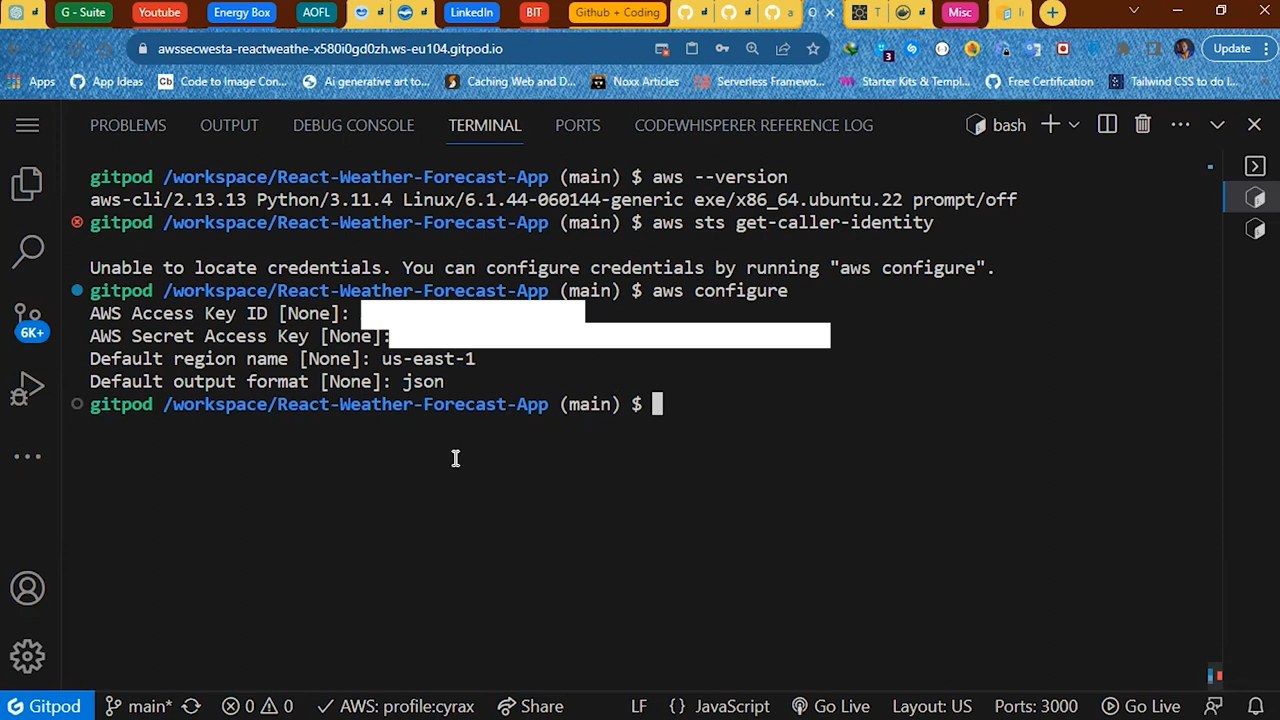 G - Suite Youtube Energy Box AOFL LinkedIn BIT Github + Coding Misc
awssecwesta-reactweathe-x580i0gd0zh.ws-eu104.gitpod.io 3 Update
Apps App Ideas Cb Code to Image Con... Ai generative art to... Caching Web and D... Noxx Articles Serverless Framewo... Starter Kits & Templ... Free Certification Tailwind CSS to do l...
PROBLEMS OUTPUT DEBUG CONSOLE TERMINAL PORTS CODEWHISPERER REFERENCE LOG bash
gitpod /workspace/React-Weather-Forecast-App (main) $ aws --version
aws-cli/2.13.13 Python/3.11.4 Linux/6.1.44-060144-generic exe/x86_64.ubuntu.22 prompt/off
gitpod /workspace/React-Weather-Forecast-App (main) $ aws sts get-caller-identity
Unable to locate credentials. You can configure credentials by running "aws configure".
gitpod /workspace/React-Weather-Forecast-App (main) $ aws configure
AWS Access Key ID [None]:
AWS Secret Access Key [None]:
Default region name [None]: us-east-1
Default output format [None]: json
gitpod /workspace/React-Weather-Forecast-App (main) $
6K+
Gitpod main* 0 0 AWS: profile:cyrax Share LF {} JavaScript Go Live Layout: US Ports: 3000 Go Live